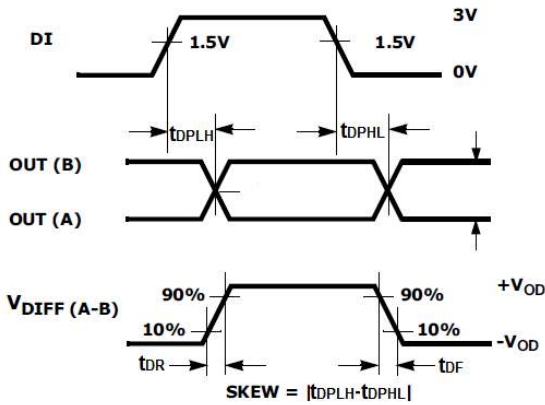 3V
DI
1.5V
1.5V
0V
tDPLH
tDPHL
OUT (B)
OUT (A)
90%
90%
+VOD
VDIFF (A-B)
10%
10%
-VOD
tDR
tDF
SKEW = |tDPLH-tDPHL|